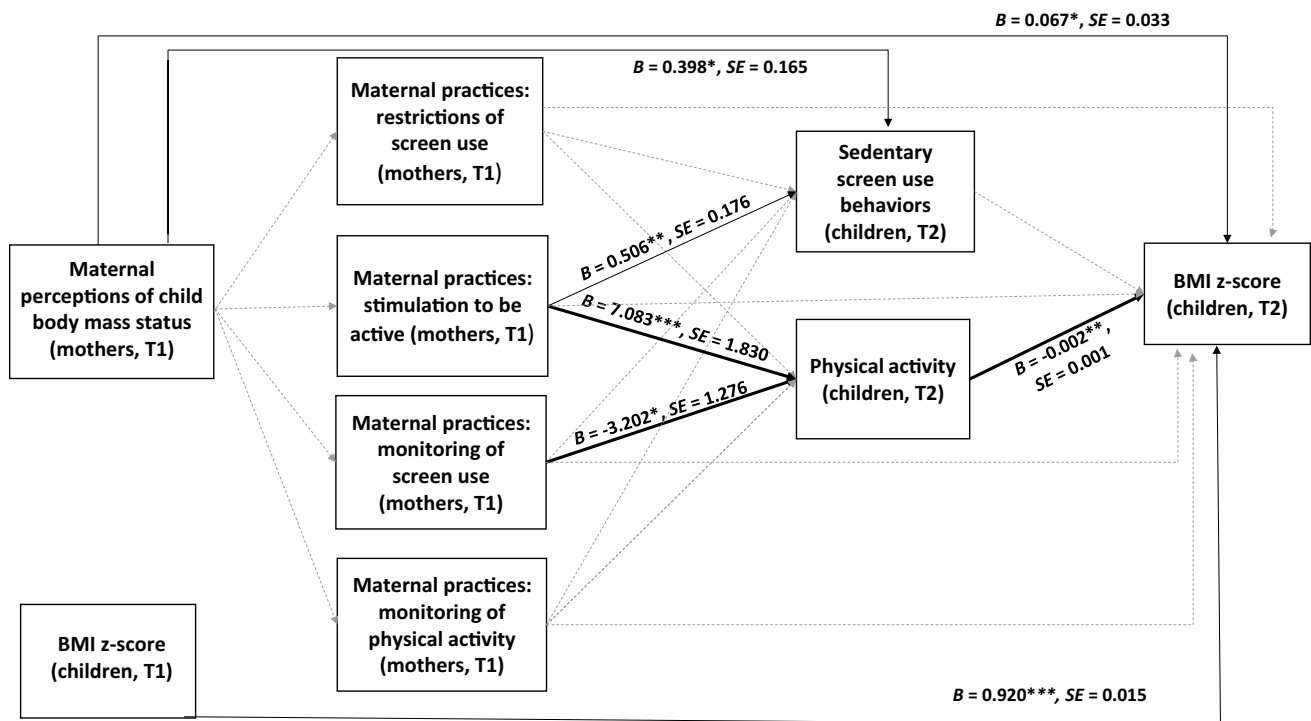 B = 0.067*, SE = 0.033
B = 0.398*, SE = 0.165
Maternal practices:
restrictions of
screen use
(mothers, T1)
Sedentary
screen use
behaviors
(children, T2)
Maternal
perceptions of child
body mass status
(mothers, T1)
Maternal practices:
stimulation to be
active (mothers, T1)
B = 0.506**, SE = 0.176
B = 7.083***, SE = 1.830
B = -3.202*, SE = 1.276
Physical activity
(children, T2)
B = -0.002**,
SE = 0.001
BMI z-score
(children, T2)
Maternal practices:
monitoring of
screen use
(mothers, T1)
Maternal practices:
monitoring of
physical activity
(mothers, T1)
BMI z-score
(children, T1)
B = 0.920***, SE = 0.015